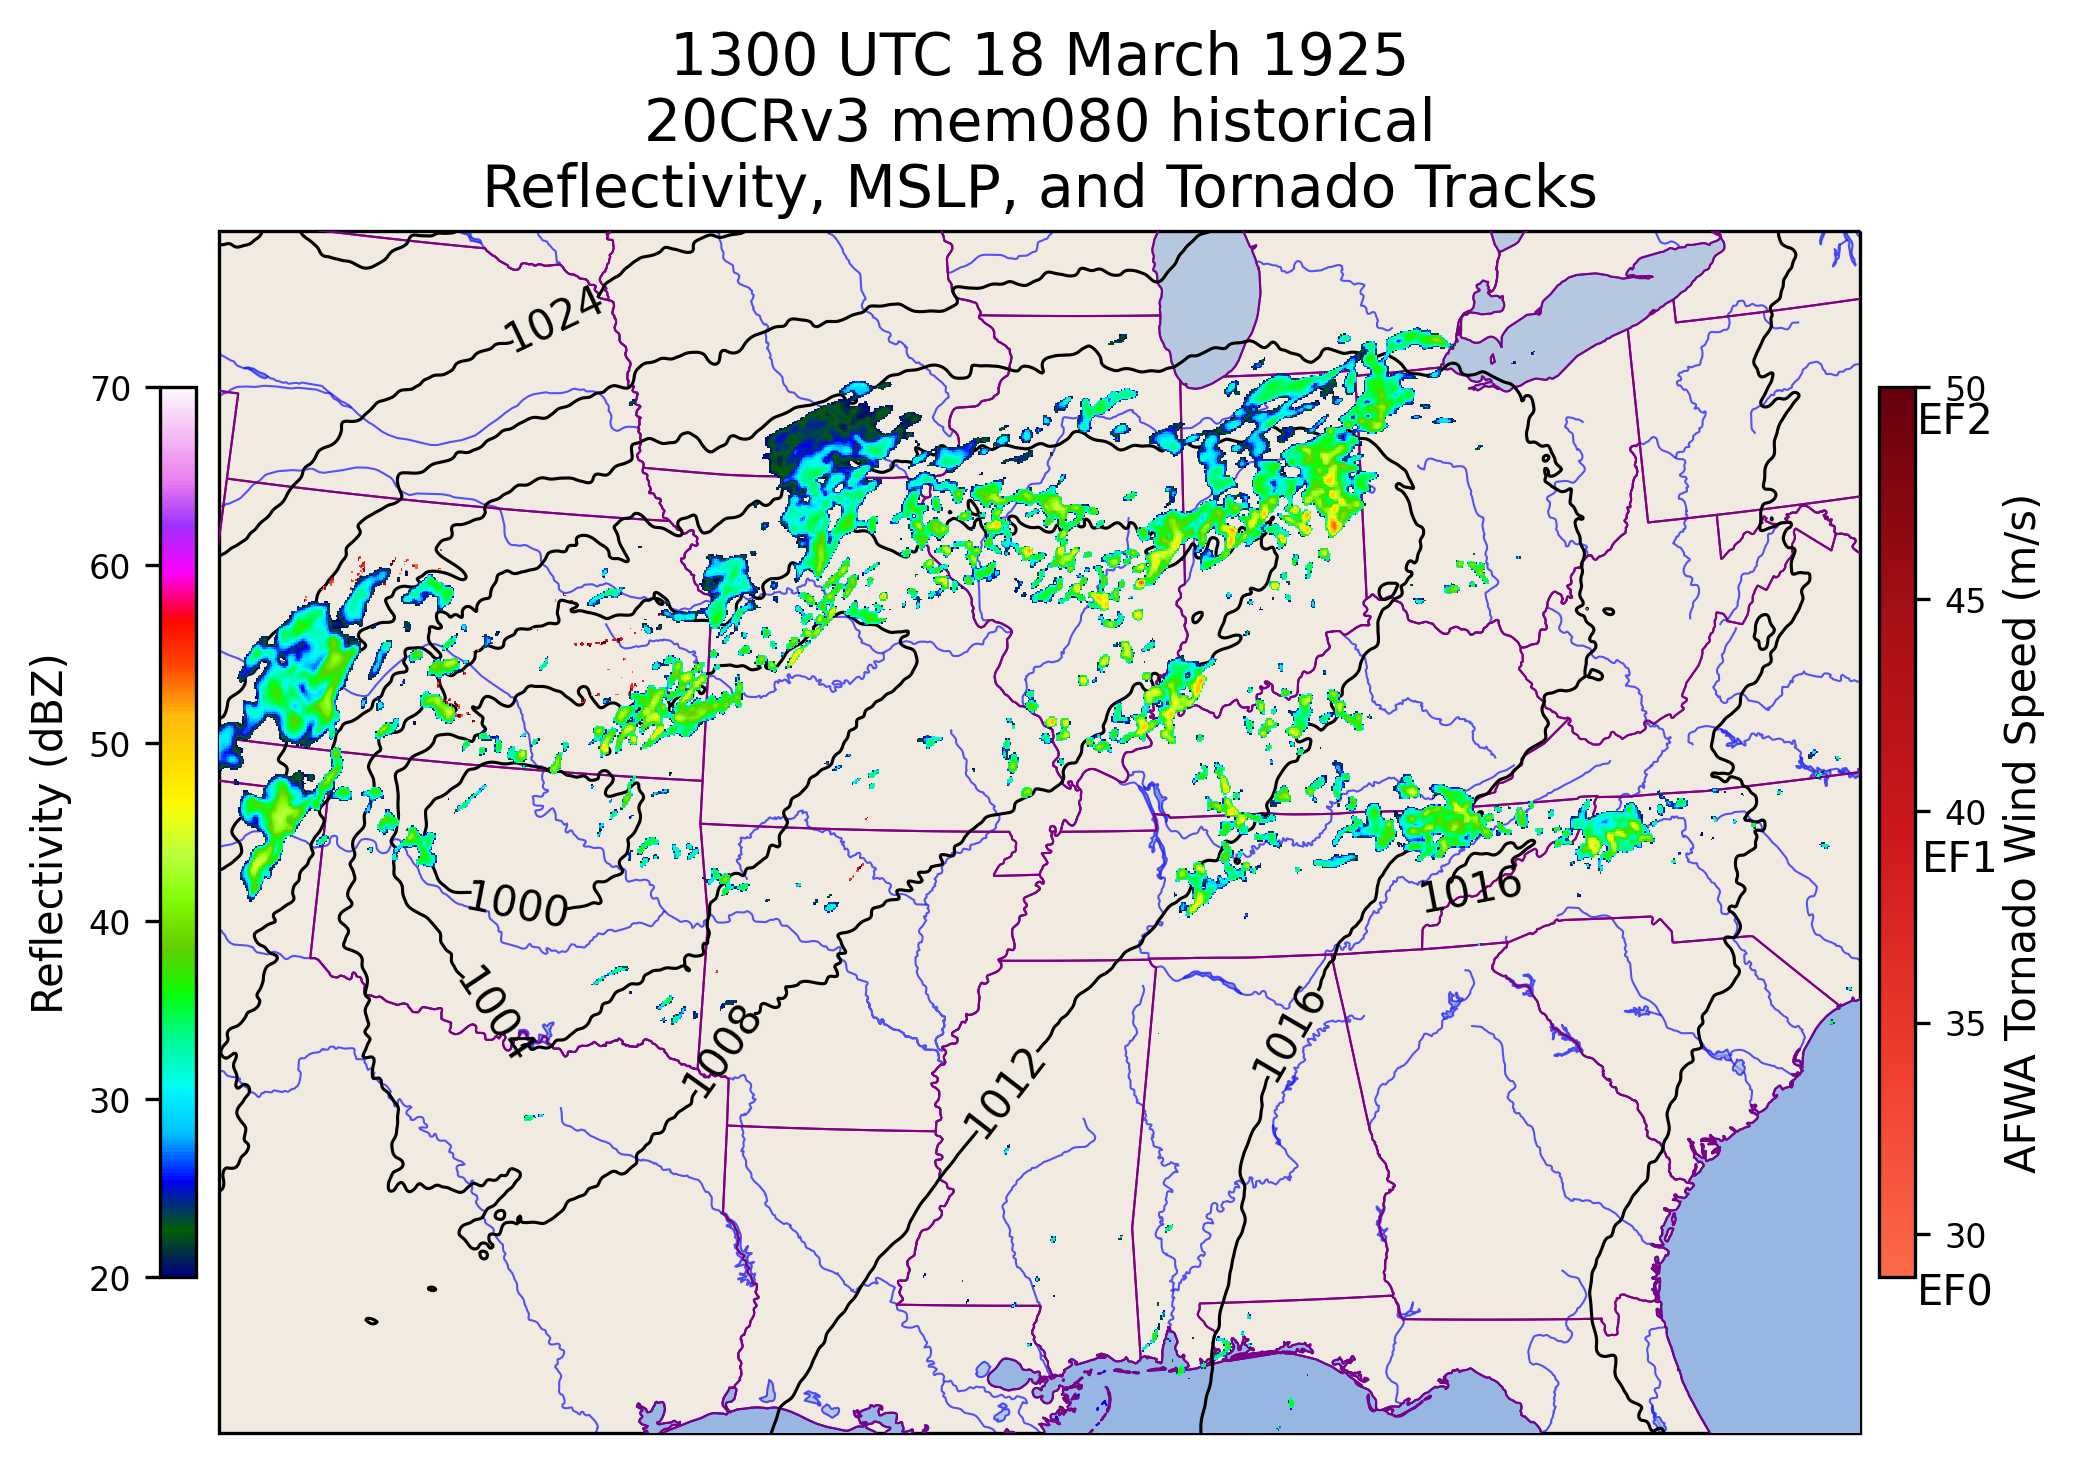 1300 UTC 18 March 1925
20CRv3 mem080 historical
Reflectivity, MSLP, and Tornado Tracks
70
60
50
40
30
20
Reflectivity (dBZ)
1024
1000
1004
1008
1012
1016
1016
50
EF2
45
40
EF1
35
30
EF0
AFWA Tornado Wind Speed (m/s)